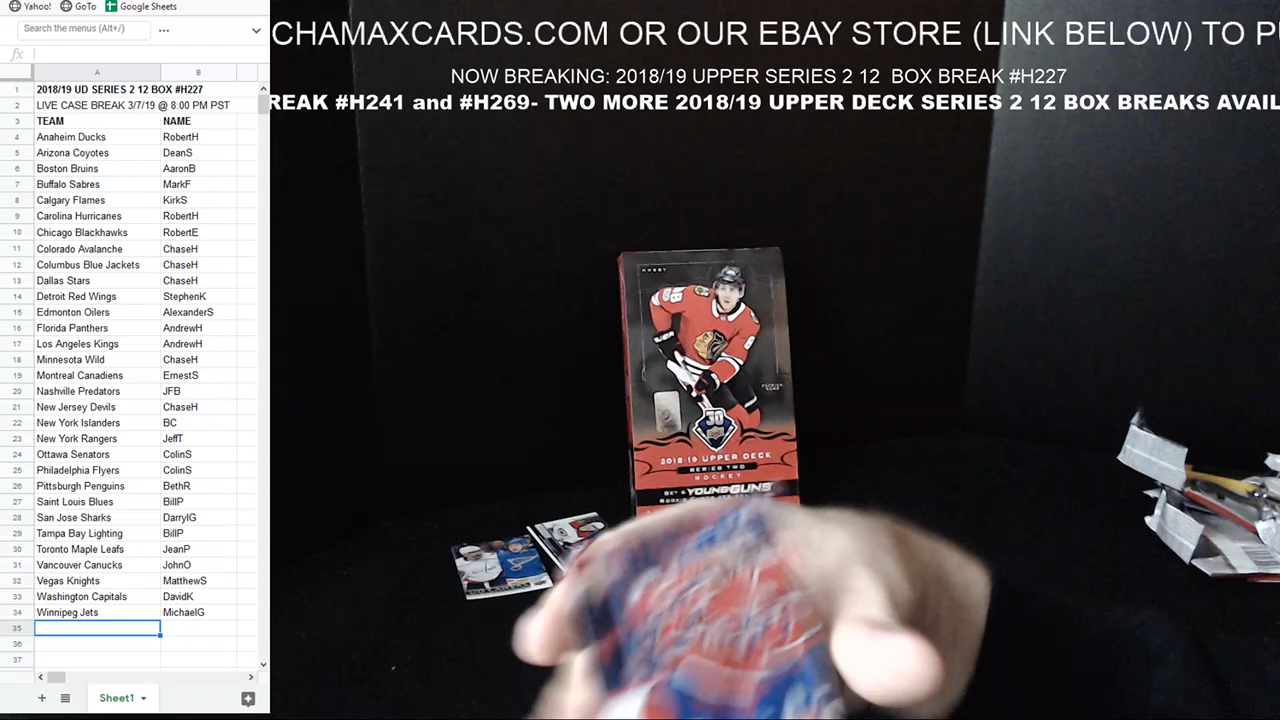 Yahoo! GoTo Google Sheets
Search the menus (Alt+/)
fx
A B
1 2018/19 UD SERIES 2 12 BOX #H227
2 LIVE CASE BREAK 3/7/19 @ 8:00 PM PST
3 TEAM NAME
4 Anaheim Ducks RobertH
5 Arizona Coyotes DeanS
6 Boston Bruins AaronB
7 Buffalo Sabres MarkF
8 Calgary Flames KirkS
9 Carolina Hurricanes RobertH
10 Chicago Blackhawks RobertE
11 Colorado Avalanche ChaseH
12 Columbus Blue Jackets ChaseH
13 Dallas Stars ChaseH
14 Detroit Red Wings StephenK
15 Edmonton Oilers AlexanderS
16 Florida Panthers AndrewH
17 Los Angeles Kings AndrewH
18 Minnesota Wild ChaseH
19 Montreal Canadiens ErnestS
20 Nashville Predators JFB
21 New Jersey Devils ChaseH
22 New York Islanders BC
23 New York Rangers JeffT
24 Ottawa Senators ColinS
25 Philadelphia Flyers ColinS
26 Pittsburgh Penguins BethR
27 Saint Louis Blues BillP
28 San Jose Sharks DarrylG
29 Tampa Bay Lighting BillP
30 Toronto Maple Leafs JeanP
31 Vancouver Canucks JohnO
32 Vegas Knights MatthewS
33 Washington Capitals DavidK
34 Winnipeg Jets MichaelG
35
36
37
Sheet1
CHAMAXCARDS.COM OR OUR EBAY STORE (LINK BELOW) TO P
NOW BREAKING: 2018/19 UPPER SERIES 2 12 BOX BREAK #H227
REAK #H241 and #H269- TWO MORE 2018/19 UPPER DECK SERIES 2 12 BOX BREAKS AVAIL
HOBBY
PATRICK KANE
30
2018-19 UPPER DECK
SERIES TWO
HOCKEY
GET 6 YOUNG GUNS